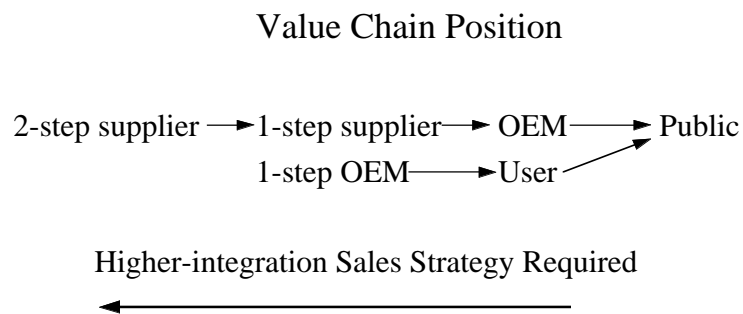 Value Chain Position
2-step supplier 1-step supplier OEM Public
1-step OEM User
Higher-integration Sales Strategy Required